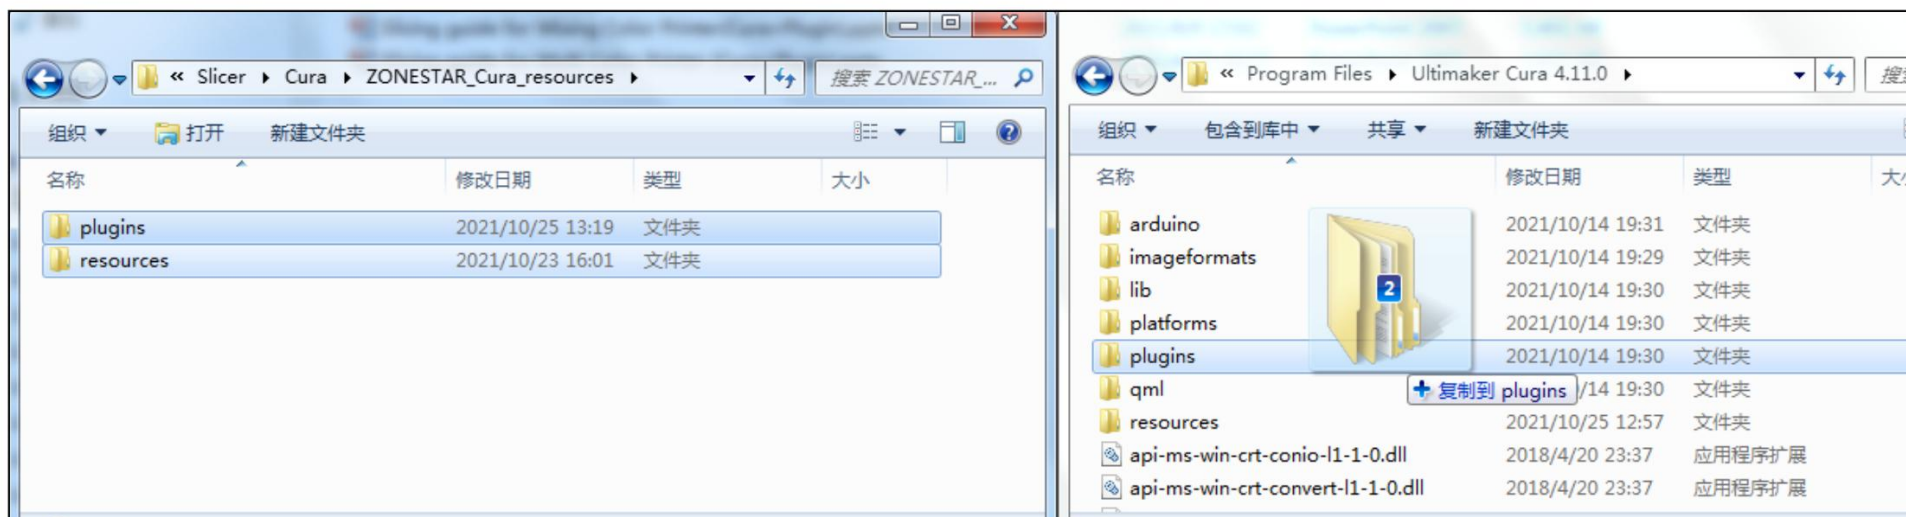 « Slicer ▸ Cura ▸ ZONESTAR_Cura_resources ▸
搜索 ZONESTAR_...
组织 打开 新建文件夹
名称 修改日期 类型 大小
plugins 2021/10/25 13:19 文件夹
resources 2021/10/23 16:01 文件夹
« Program Files ▸ Ultimaker Cura 4.11.0 ▸
组织 包含到库中 共享 新建文件夹
名称 修改日期 类型
arduino 2021/10/14 19:31 文件夹
imageformats 2021/10/14 19:29 文件夹
lib 2021/10/14 19:30 文件夹
2
platforms 2021/10/14 19:30 文件夹
plugins 2021/10/14 19:30 文件夹
qml /14 19:30 文件夹
复制到 plugins
resources 2021/10/25 12:57 文件夹
api-ms-win-crt-conio-l1-1-0.dll 2018/4/20 23:37 应用程序扩展
api-ms-win-crt-convert-l1-1-0.dll 2018/4/20 23:37 应用程序扩展